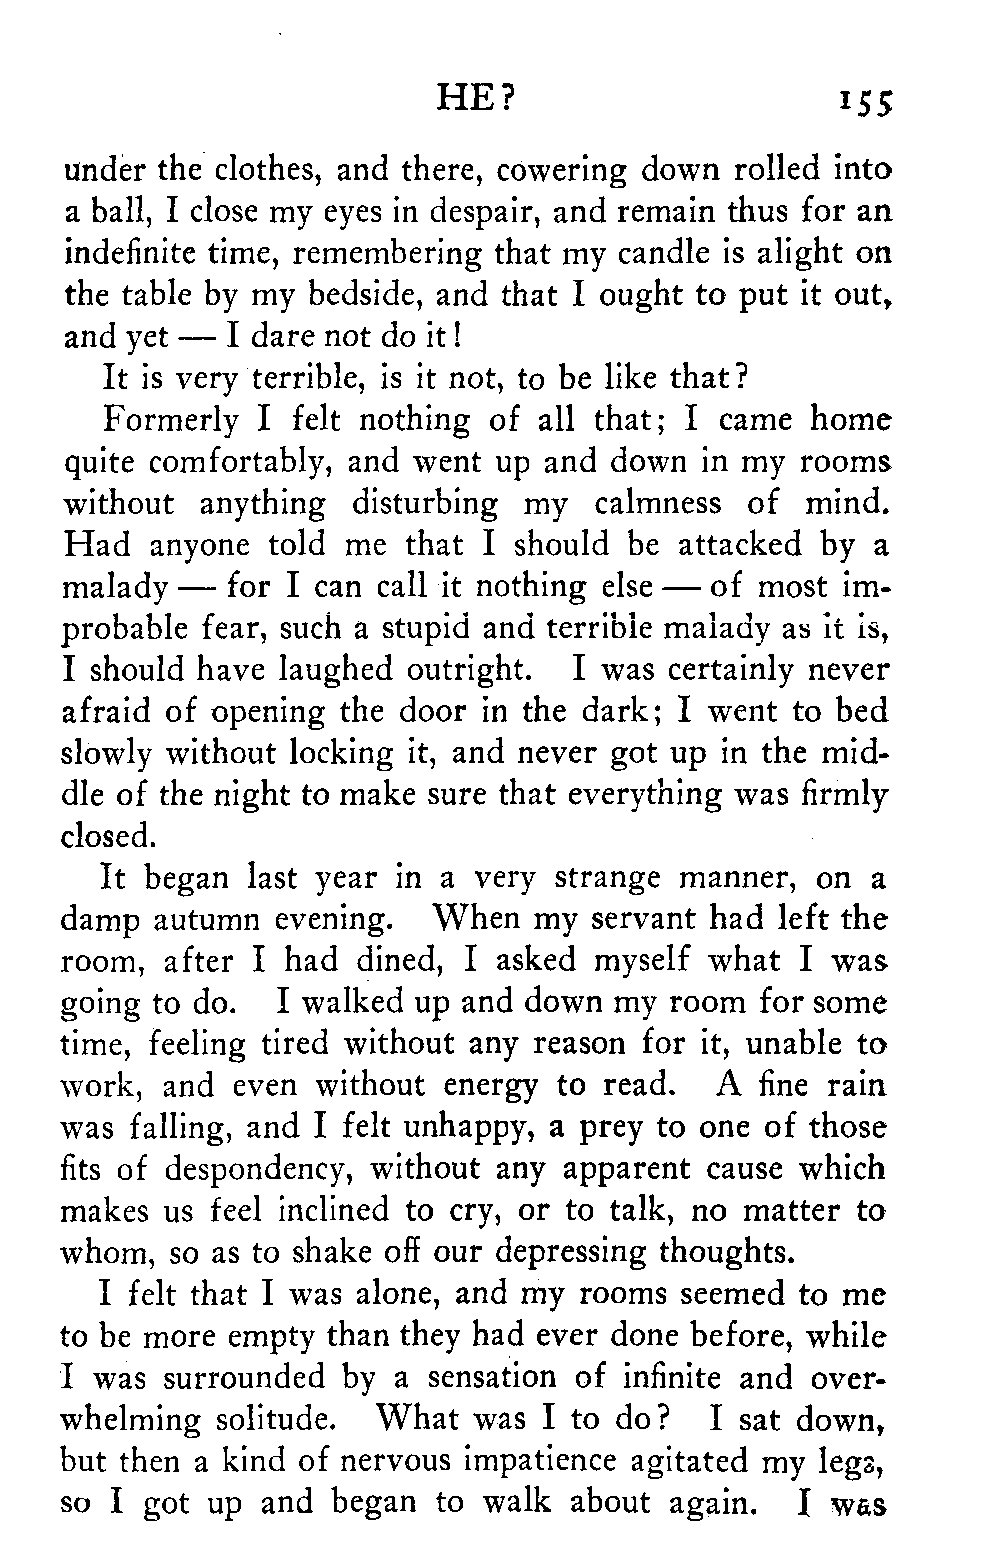 HE? 155
under the clothes, and there, cowering down rolled into
a ball, I close my eyes in despair, and remain thus for an
indefinite time, remembering that my candle is alight on
the table by my bedside, and that I ought to put it out,
and yet — I dare not do it!
It is very terrible, is it not, to be like that?
Formerly I felt nothing of all that; I came home
quite comfortably, and went up and down in my rooms
without anything disturbing my calmness of mind.
Had anyone told me that I should be attacked by a
malady — for I can call it nothing else — of most im-
probable fear, such a stupid and terrible malady as it is,
I should have laughed outright. I was certainly never
afraid of opening the door in the dark; I went to bed
slowly without locking it, and never got up in the mid-
dle of the night to make sure that everything was firmly
closed.
It began last year in a very strange manner, on a
damp autumn evening. When my servant had left the
room, after I had dined, I asked myself what I was
going to do. I walked up and down my room for some
time, feeling tired without any reason for it, unable to
work, and even without energy to read. A fine rain
was falling, and I felt unhappy, a prey to one of those
fits of despondency, without any apparent cause which
makes us feel inclined to cry, or to talk, no matter to
whom, so as to shake off our depressing thoughts.
I felt that I was alone, and my rooms seemed to me
to be more empty than they had ever done before, while
I was surrounded by a sensation of infinite and over-
whelming solitude. What was I to do? I sat down,
but then a kind of nervous impatience agitated my legs,
so I got up and began to walk about again. I was